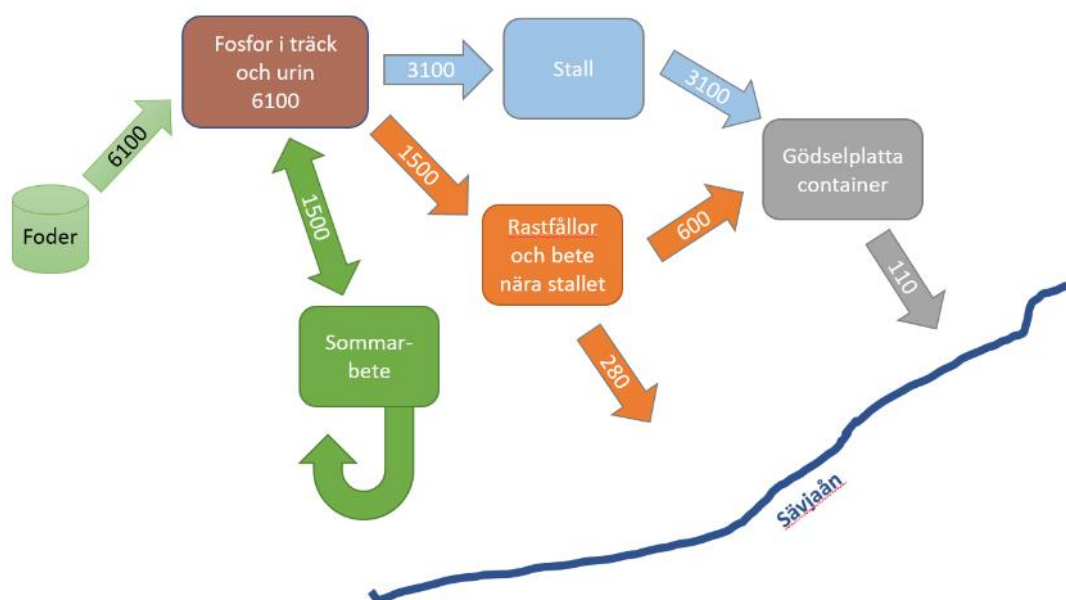 Fosfor i träck
och urin
6100
3100
Stall
3100
6100
Foder
1500
1500
Gödselplatta
container
Rastfållor
och bete
nära stallet
600
110
Sommar-
bete
280
Sävjaån